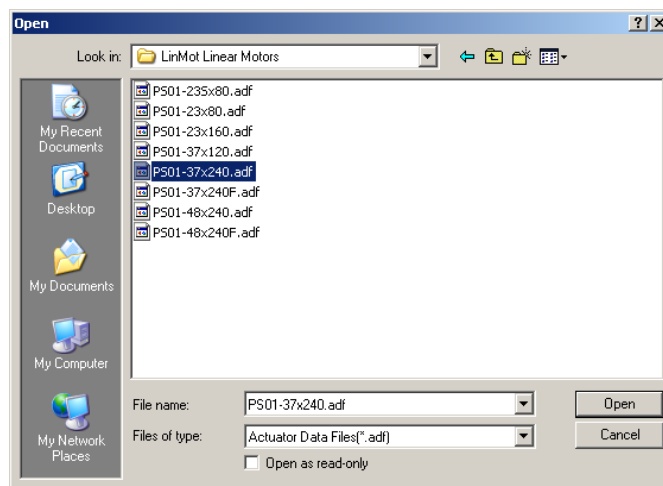 Open
Look in:
LinMot Linear Motors
My Recent
Documents
Desktop
My Documents
My Computer
My Network
Places
PS01-23Sx80.adf
PS01-23x80.adf
PS01-23x160.adf
PS01-37x120.adf
PS01-37x240.adf
PS01-37x240F.adf
PS01-48x240.adf
PS01-48x240F.adf
File name:
PS01-37x240.adf
Open
Files of type:
Actuator Data Files(*.adf)
Cancel
Open as read-only